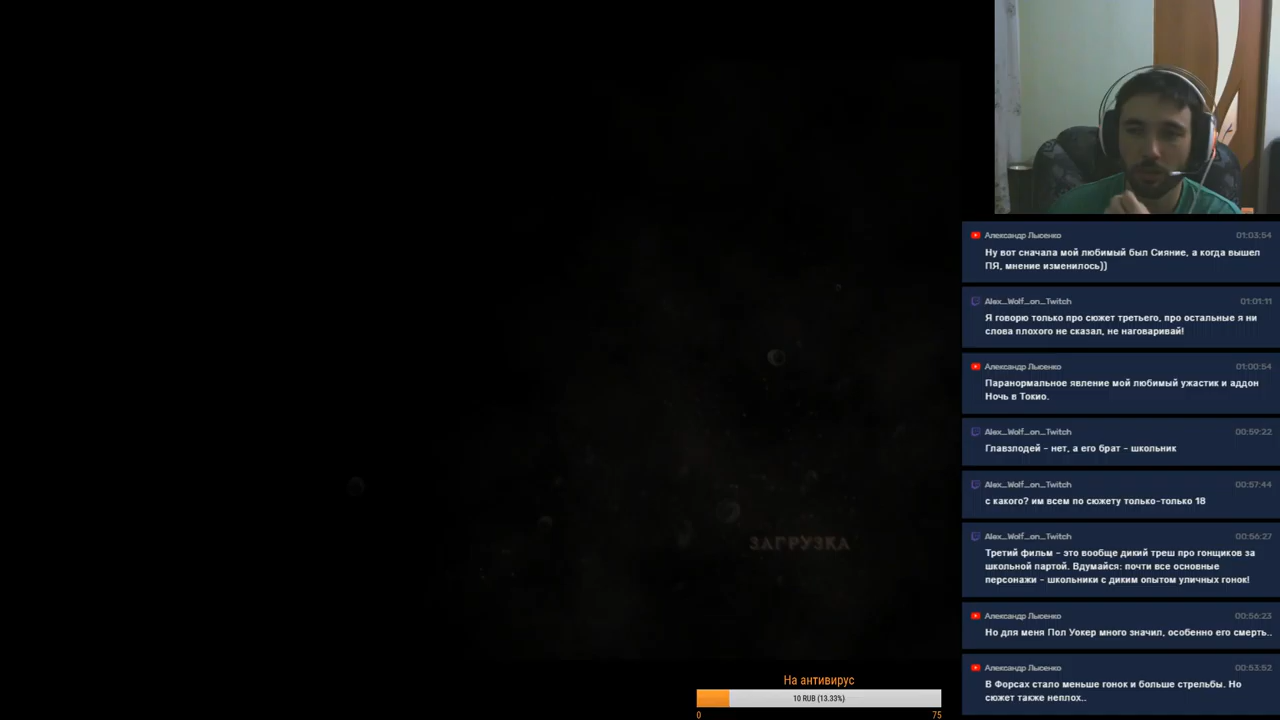 Александр Лысенко 01:03:54
Ну вот сначала мой любимый был Сияние, а когда вышел
ПЯ, мнение изменилось))
Alex_Wolf_on_Twitch 01:01:11
Я говорю только про сюжет третьего, про остальные я ни
слова плохого не сказал, не наговаривай!
Александр Лысенко 01:00:54
Паранормальное явление мой любимый ужастик и аддон
Ночь в Токио.
Alex_Wolf_on_Twitch 00:59:22
Главзлодей - нет, а его брат - школьник
Alex_Wolf_on_Twitch 00:57:44
с какого? им всем по сюжету только-только 18
Alex_Wolf_on_Twitch 00:56:27
Третий фильм - это вообще дикий треш про гонщиков за
школьной партой. Вдумайся: почти все основные
персонажи - школьники с диким опытом уличных гонок!
Александр Лысенко 00:56:23
Но для меня Пол Уокер много значил, особенно его смерть..
Александр Лысенко 00:53:52
В Форсах стало меньше гонок и больше стрельбы. Но
сюжет также неплох..
ЗАГРУЗКА
На антивирус
10 RUB (13.33%)
0 75